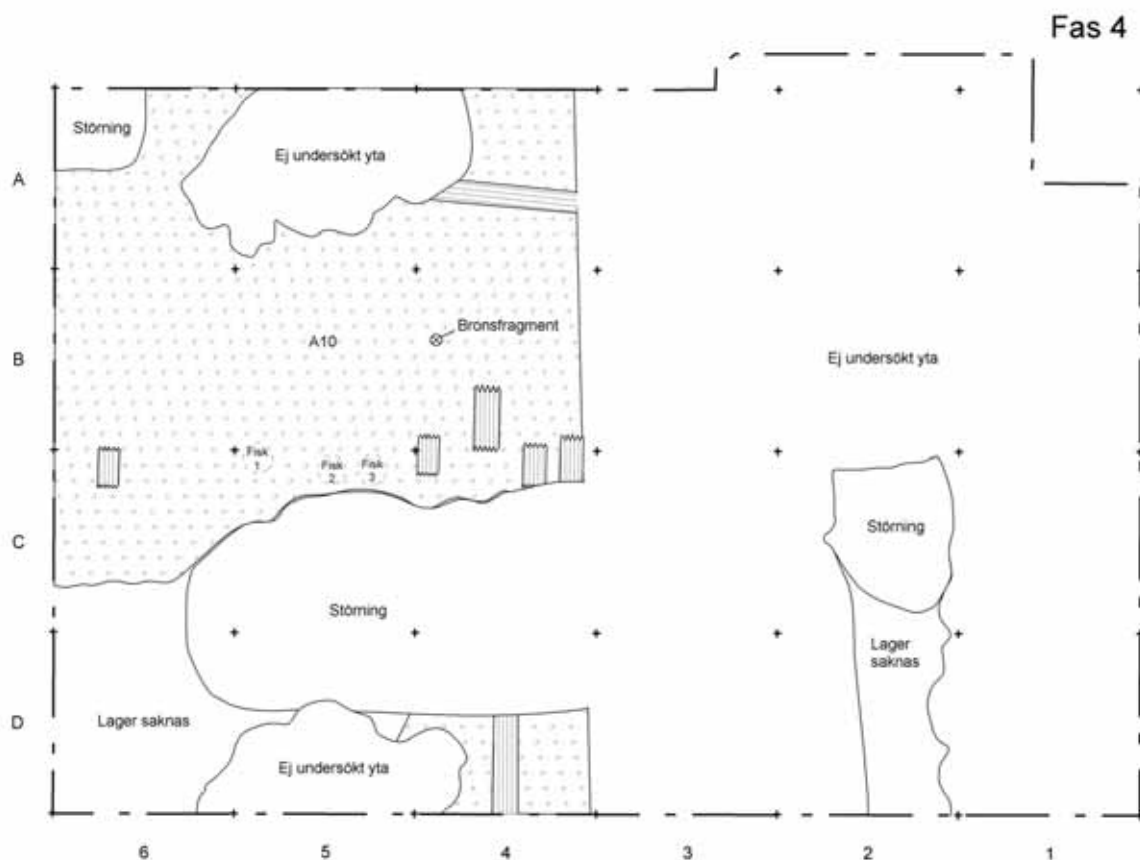 Fas 4
Störning
Ej undersökt yta
A
Bronsfragment
A10
B
Ej undersökt yta
Fisk
1
Fisk
2
Fisk
3
Störning
C
Störning
Lager
saknas
D
Lager saknas
Ej undersökt yta
6
5
4
3
2
1